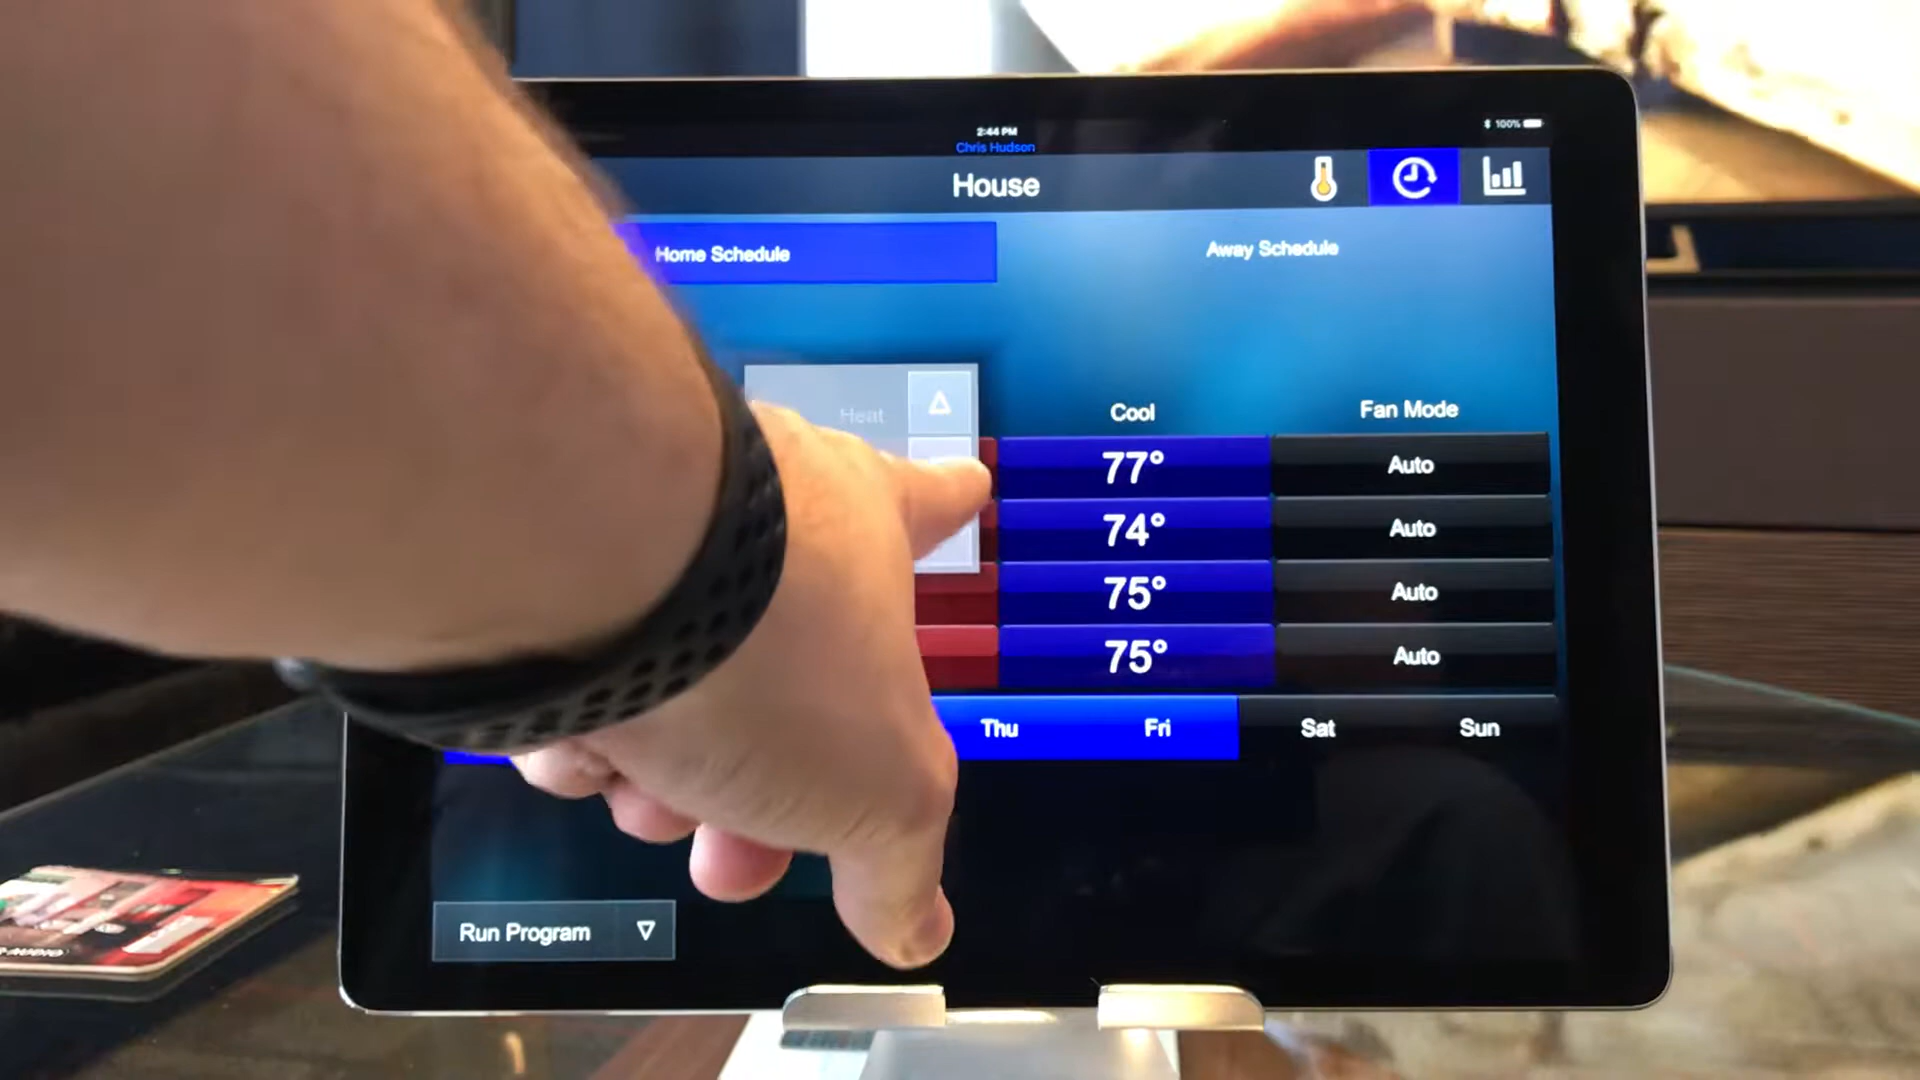 2:44 PM
100%
Chris Hudson
House
Home Schedule
Away Schedule
Heat
Cool
Fan Mode
77°
Auto
74°
Auto
75°
Auto
75°
Auto
Thu
Fri
Sat
Sun
Run Program